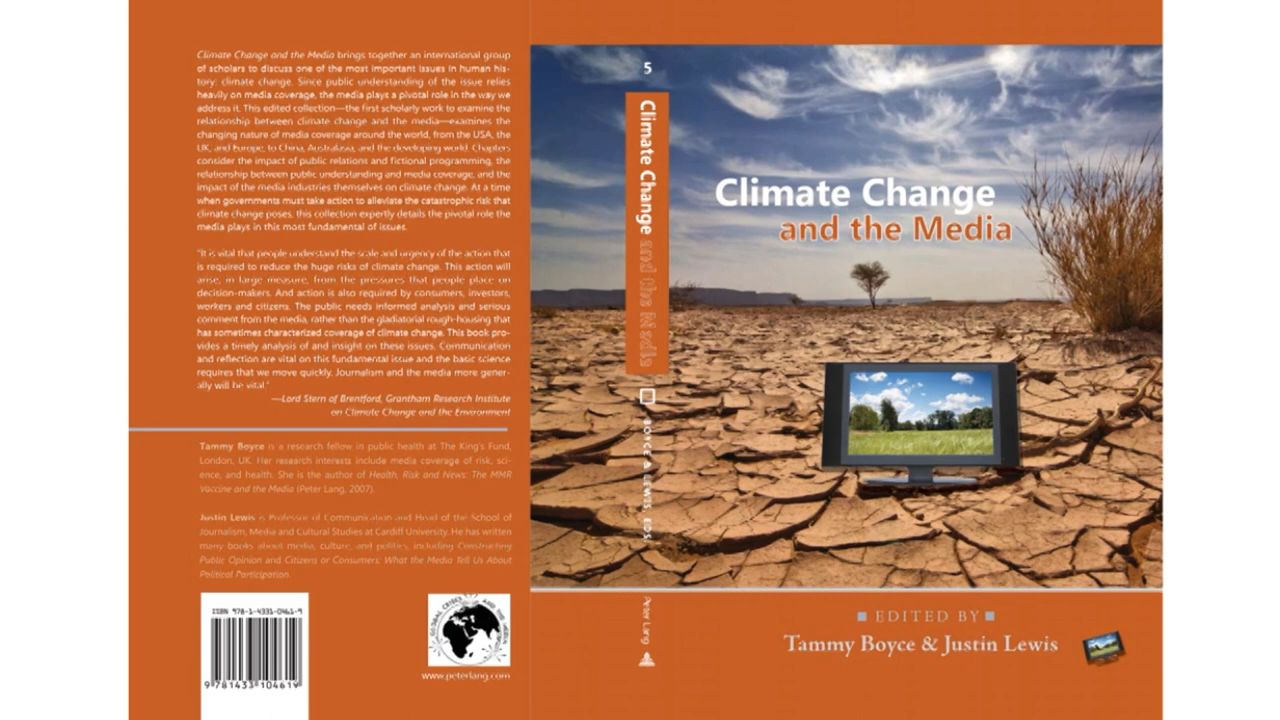 Climate Change and the Media brings together an international group
of scholars to discuss one of the most important issues in human his-
tory: climate change. Since public understanding of the issue relies
heavily on media coverage, the media plays a pivotal role in the way we
address it. This edited collection—the first scholarly work to examine the
relationship between climate change and the media—examines the
changing nature of media coverage around the world, from the USA, the
UK, and Europe, to China, Australasia, and the developing world. Chapters
consider the impact of public relations and fictional programming, the
relationship between public understanding and media coverage, and the
impact of the media industries themselves on climate change. At a time
when governments must take action to alleviate the catastrophic risk that
climate change poses, this collection expertly details the pivotal role the
media plays in this most fundamental of issues.
"It is vital that people understand the scale and urgency of the action that
is required to reduce the huge risks of climate change. This action will
arise, in large measure, from the pressures that people place on
decision-makers. And action is also required by consumers, investors,
workers and citizens. The public needs informed analysis and serious
comment from the media, rather than the gladiatorial rough-housing that
has sometimes characterized coverage of climate change. This book pro-
vides a timely analysis of and insight on these issues. Communication
and reflection are vital on this fundamental issue and the basic science
requires that we move quickly. Journalism and the media more gener-
ally will be vital."
—Lord Stern of Brentford, Grantham Research Institute
on Climate Change and the Environment
Tammy Boyce is a research fellow in public health at The King's Fund,
London, UK. Her research interests include media coverage of risk, sci-
ence, and health. She is the author of Health, Risk and News: The MMR
Vaccine and the Media (Peter Lang, 2007).
Justin Lewis is Professor of Communication and Head of the School of
Journalism, Media and Cultural Studies at Cardiff University. He has written
many books about media, culture, and politics, including Constructing
Public Opinion and Citizens or Consumers: What the Media Tell Us About
Political Participation.
ISBN 978-1-4331-0461-9
9 781433 104619
GLOBAL CRISES AND THE MEDIA
www.peterlang.com
5
Climate Change and the Media
BOYCE & LEWIS, EDS.
Peter Lang
Climate Change
and the Media
EDITED BY
Tammy Boyce & Justin Lewis